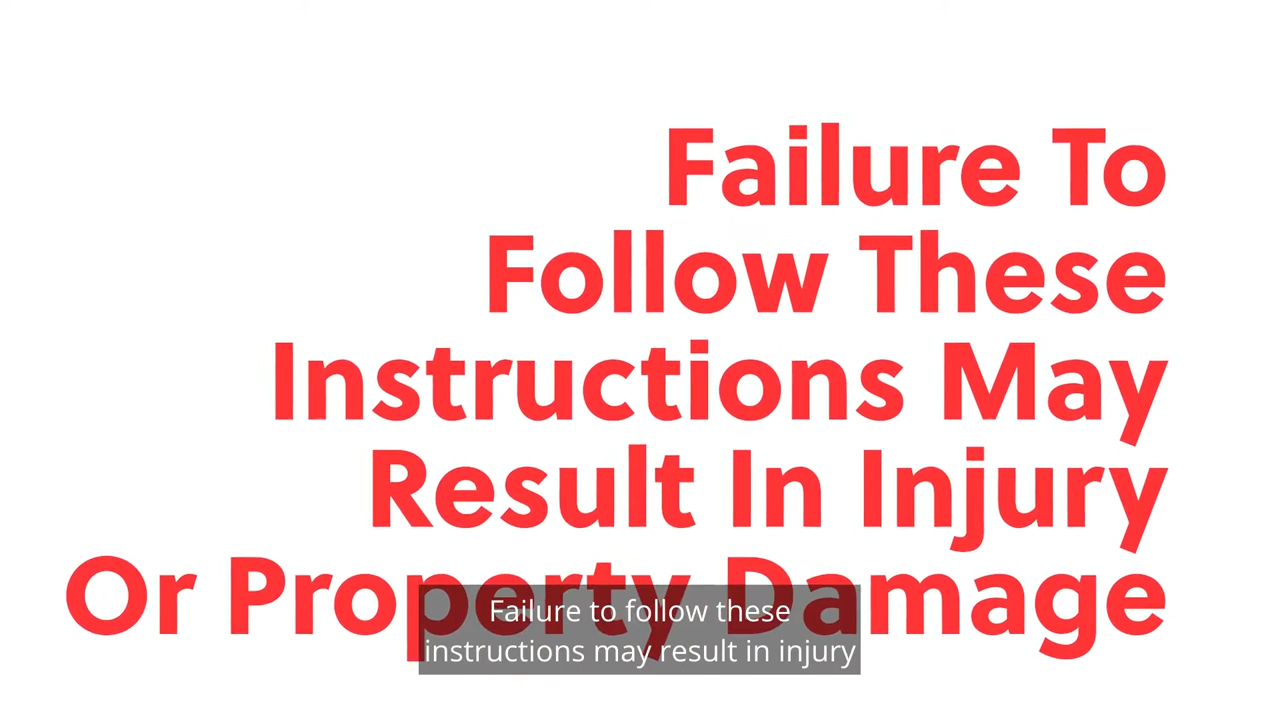 Failure To
Follow These
Instructions May
Result In Injury
Or Property Damage
Failure to follow these
instructions may result in injury